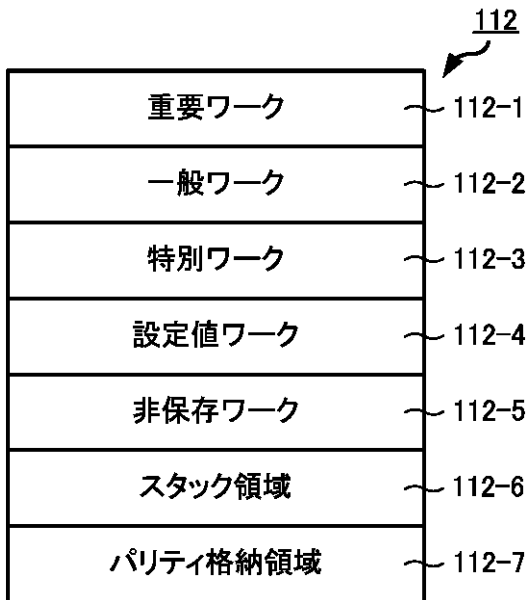 112
重要ワーク 112-1
一般ワーク 112-2
特別ワーク 112-3
設定値ワーク 112-4
非保存ワーク 112-5
スタック領域 112-6
パリティ格納領域 112-7